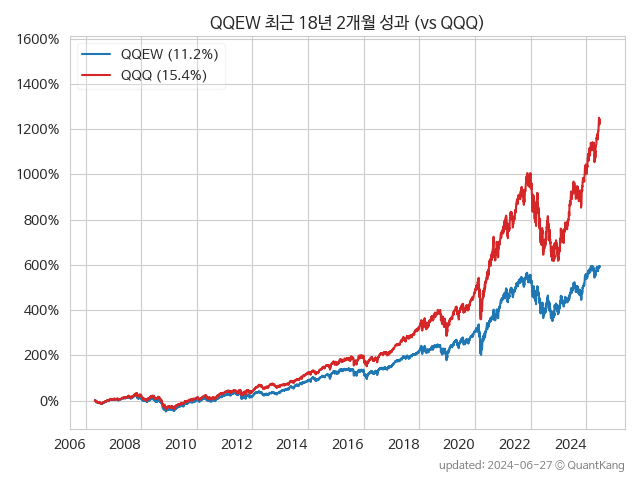 QQEW 최근 18년 2개월 성과 (vs QQQ)
1600%
QQEW (11.2%)
QQQ (15.4%)
1400%
1200%
1000%
800%
600%
400%
200%
0%
2006 2008 2010 2012 2014 2016 2018 2020 2022 2024
updated: 2024-06-27 © QuantKang